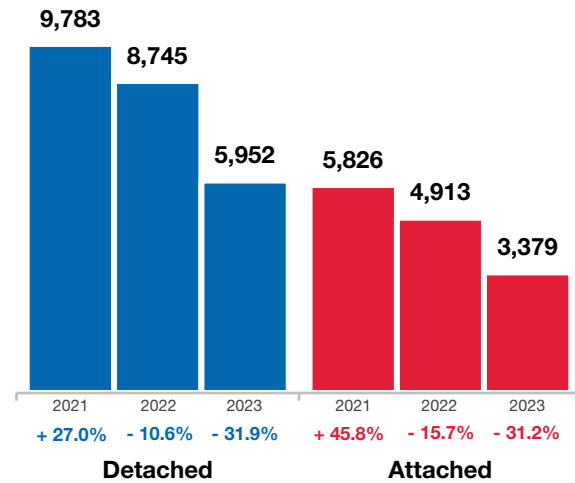 9,783
8,745
5,952
5,826
4,913
3,379
2021 2022 2023 2021 2022 2023
+ 27.0% - 10.6% - 31.9% + 45.8% - 15.7% - 31.2%
Detached Attached